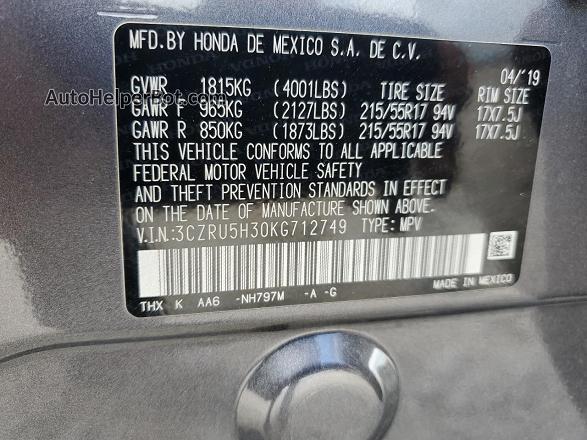 MFD.BY HONDA DE MEXICO S.A. DE C.V.
04/'19
GVWR 1815KG (4001LBS) TIRE SIZE RIM SIZE
GAWR F 965KG (2127LBS) 215/55R17 94V 17X7.5J
GAWR R 850KG (1873LBS) 215/55R17 94V 17X7.5J
THIS VEHICLE CONFORMS TO ALL APPLICABLE
FEDERAL MOTOR VEHICLE SAFETY
AND THEFT PREVENTION STANDARDS IN EFFECT
ON THE DATE OF MANUFACTURE SHOWN ABOVE.
V.I.N:3CZRU5H30KG712749 TYPE: MPV
MADE IN MEXICO
THX K AA6 -NH797M -A -G
AutoHelperBot.com